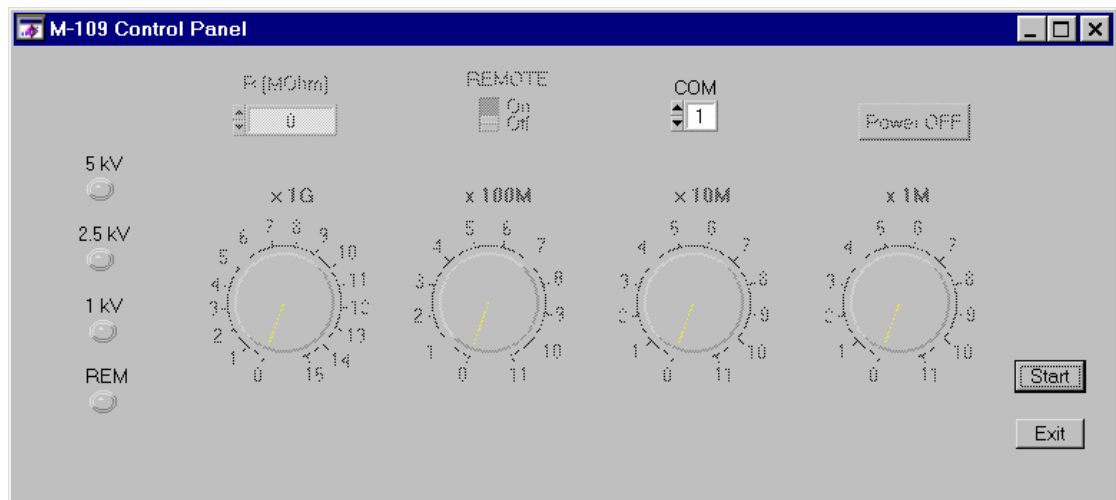 M-109 Control Panel
R (MOhm)
0
REMOTE
On
Off
COM
1
Power OFF
5 kV
2.5 kV
1 kV
REM
x 1G
0 1 2 3 4 5 6 7 8 9 10 11 12 13 14 15
x 100M
0 1 2 3 4 5 6 7 8 9 10 11
x 10M
0 1 2 3 4 5 6 7 8 9 10 11
x 1M
0 1 2 3 4 5 6 7 8 9 10 11
Start
Exit